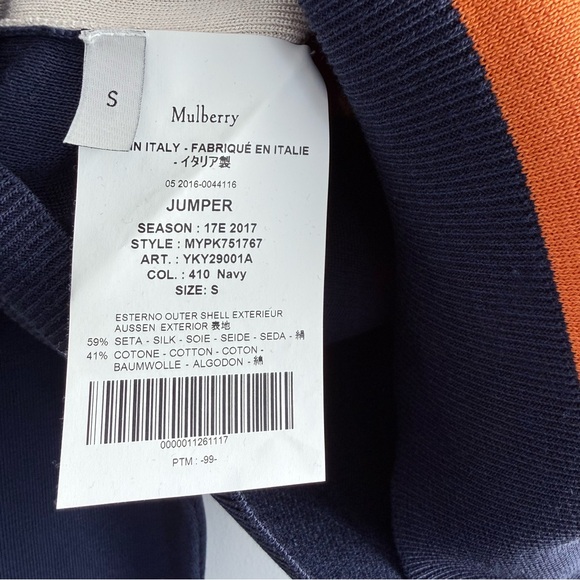 S
Mulberry
IN ITALY - FABRIQUÉ EN ITALIE
- イタリア製
05 2016-0044116
JUMPER
SEASON : 17E 2017
STYLE : MYPK751767
ART. : YKY29001A
COL. : 410 Navy
SIZE: S
ESTERNO OUTER SHELL EXTERIEUR
AUSSEN EXTERIOR 表地
59% SETA - SILK - SOIE - SEIDE - SEDA - 絹
41% COTONE - COTTON - COTON -
BAUMWOLLE - ALGODON - 綿
0000011261117
PTM : -99-